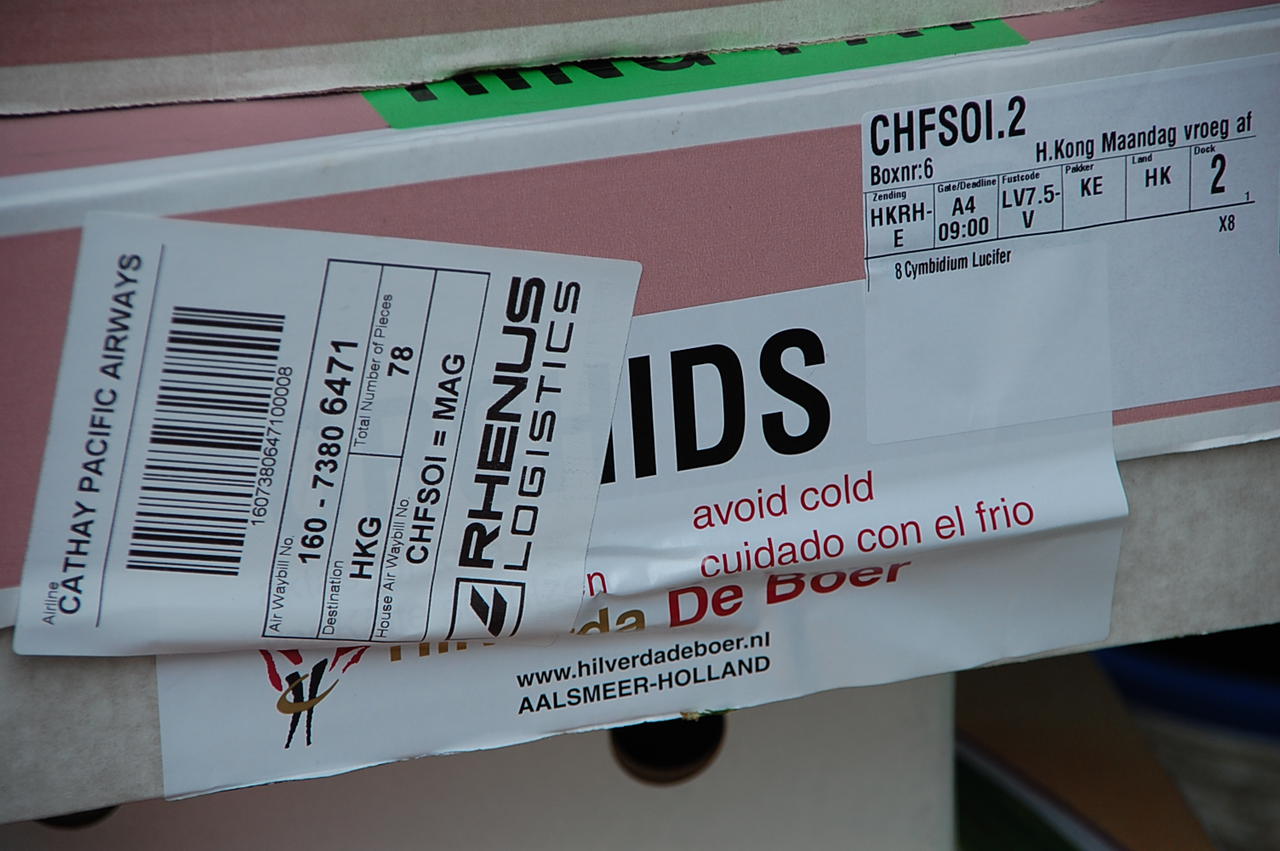 CHFSOI.2
Boxnr:6
H.Kong Maandag vroeg af
Zending
HKRH-
E
Gate/Deadline
A4
09:00
Fustcode
LV7.5-
V
Pakker
KE
Land
HK
Dock
2
1
X8
8 Cymbidium Lucifer
Airline
CATHAY PACIFIC AIRWAYS
1607380647100008
Air Waybill No.
160 - 7380 6471
Destination
HKG
Total Number of Pieces
78
House Air Waybill No.
CHFSOI = MAG
RHENUS
LOGISTICS
IDS
avoid cold
cuidado con el frio
n
da De Boer
www.hilverdadeboer.nl
AALSMEER-HOLLAND